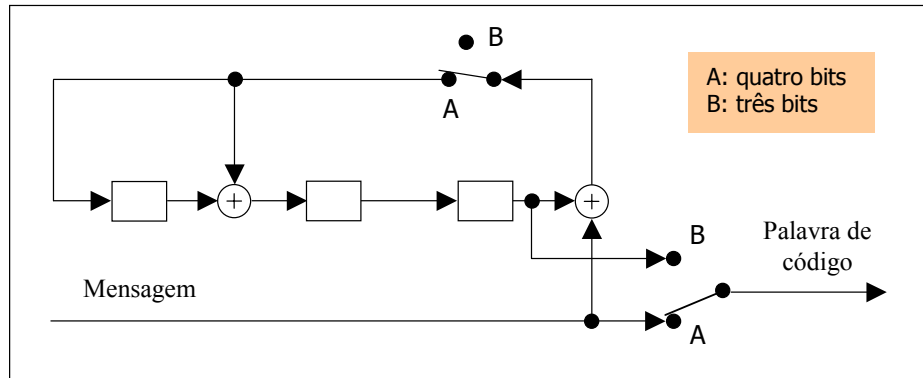 B
A: quatro bits
B: três bits
A
+
+
B
Palavra de
código
Mensagem
A